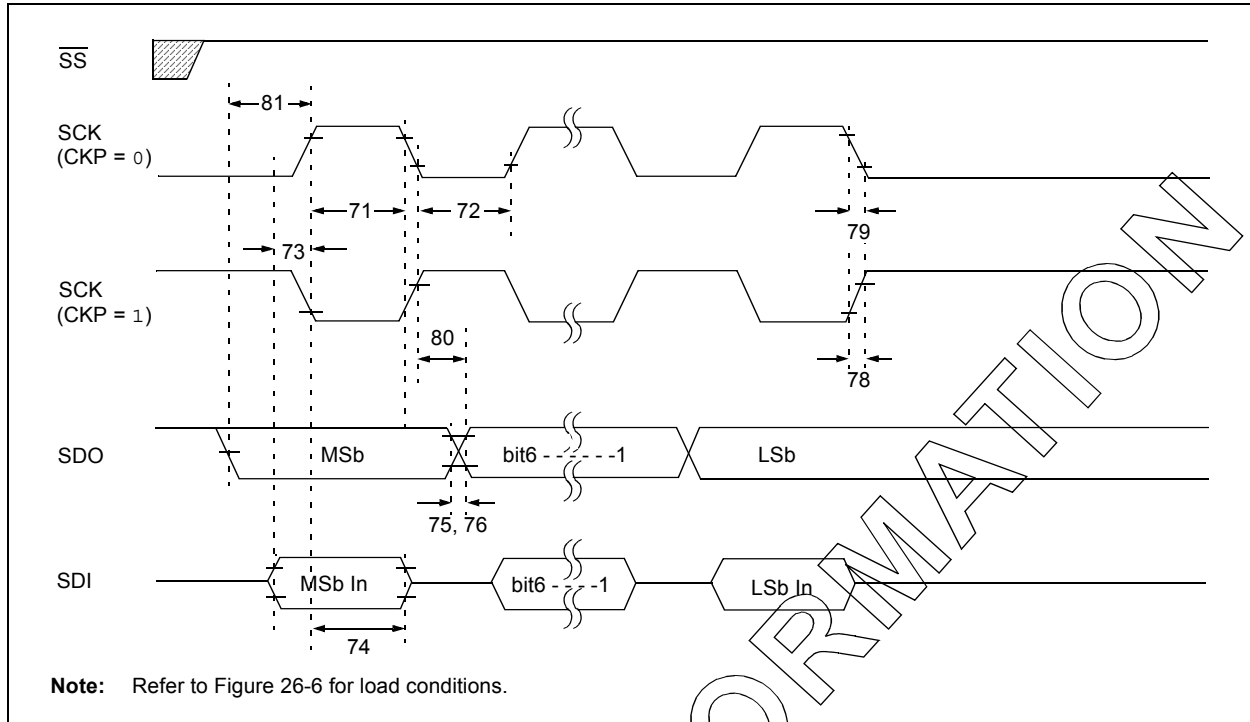 SS
81
SCK
(CKP = 0)
71
72
79
73
SCK
(CKP = 1)
80
78
SDO
MSb
bit6 - - - - - -1
LSb
75, 76
SDI
MSb In
bit6 - - - - -1
LSb In
74
Note: Refer to Figure 26-6 for load conditions.
ORMATION